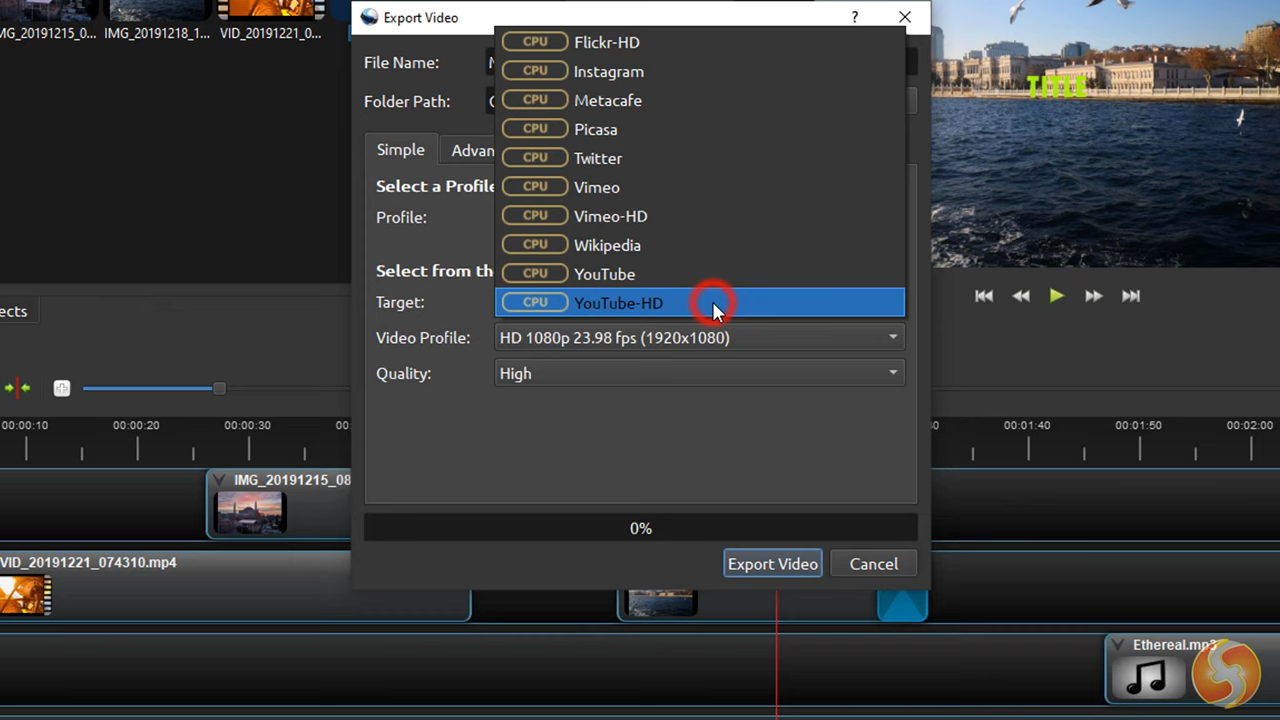 IMG_20191215_0...
IMG_20191218_1...
VID_20191221_0...
Export Video
?
File Name:
Folder Path:
Simple
Advan
Select a Profile
Profile:
Select from th
Target:
CPU Flickr-HD
CPU Instagram
CPU Metacafe
CPU Picasa
CPU Twitter
CPU Vimeo
CPU Vimeo-HD
CPU Wikipedia
CPU YouTube
CPU YouTube-HD
Video Profile: HD 1080p 23.98 fps (1920x1080)
Quality: High
0%
Export Video
Cancel
TITLE
ects
00:00:10
00:00:20
00:00:30
00:01:40
00:01:50
00:02:00
IMG_20191215_08
VID_20191221_074310.mp4
Ethereal.mp3